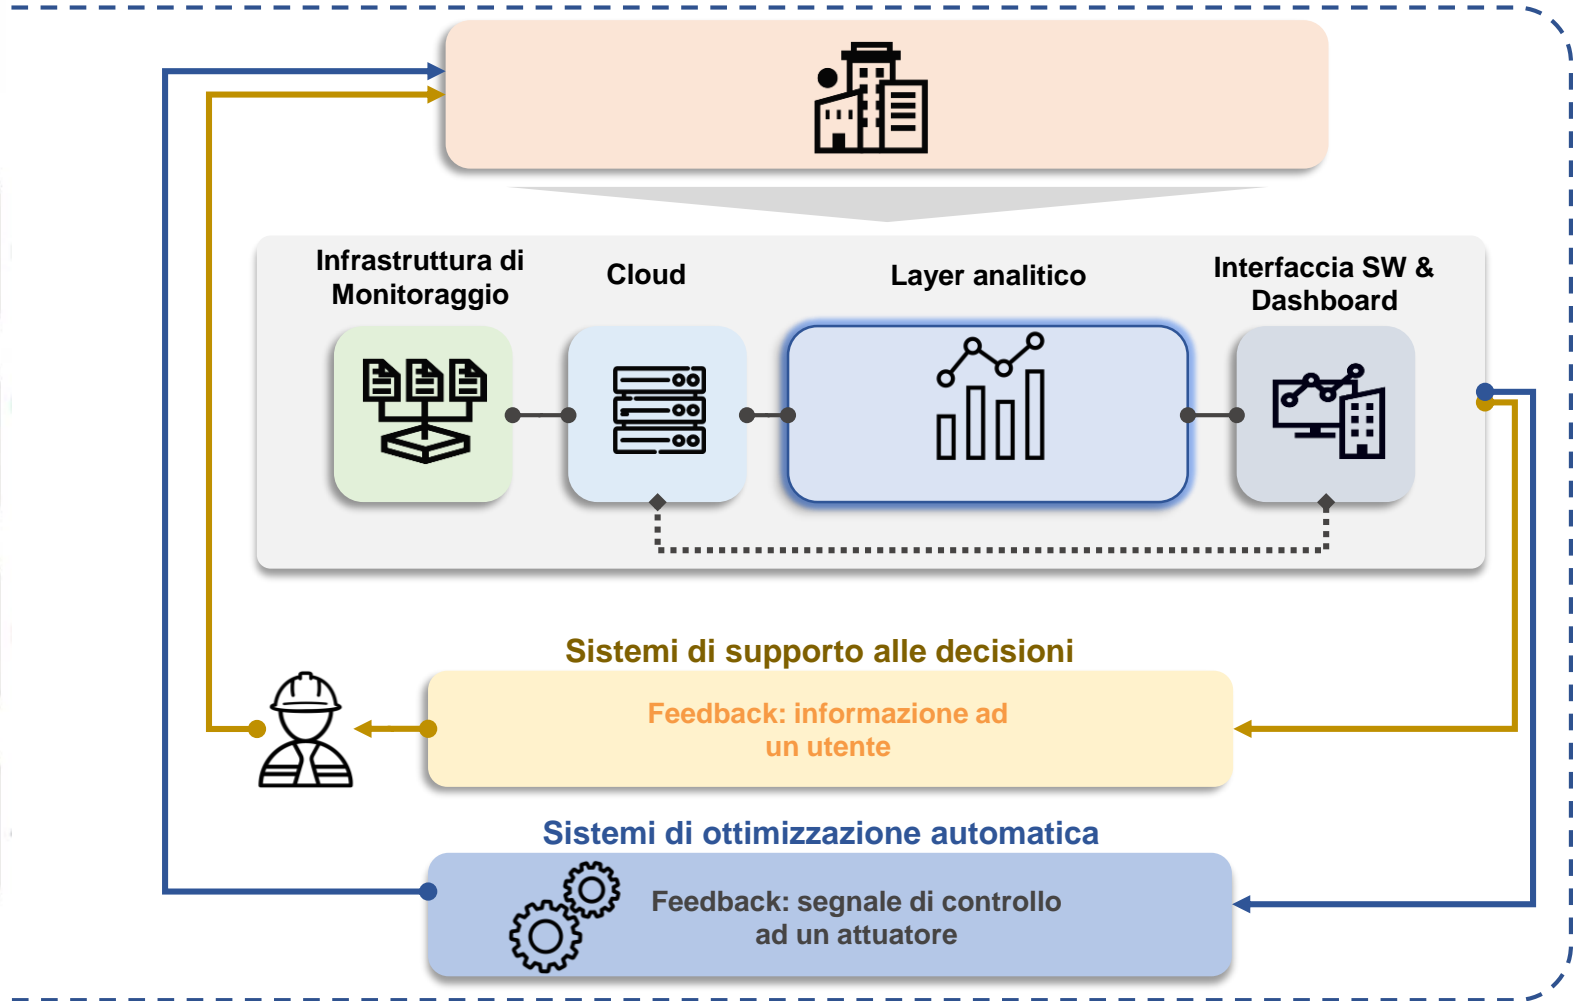 Infrastruttura di
Monitoraggio
Cloud
Layer analitico
Interfaccia SW &
Dashboard
Sistemi di supporto alle decisioni
Feedback: informazione ad
un utente
Sistemi di ottimizzazione automatica
Feedback: segnale di controllo
ad un attuatore